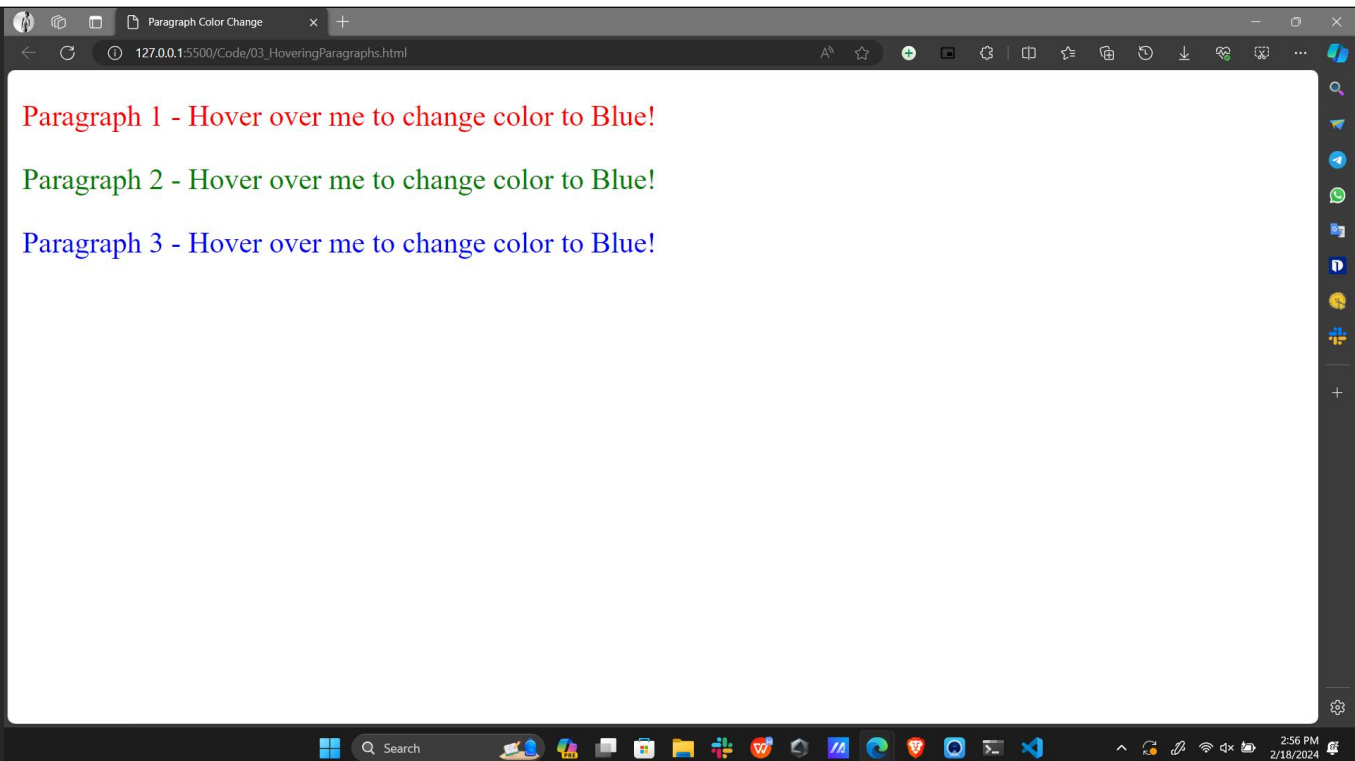 Paragraph Color Change
127.0.0.1:5500/Code/03_HoveringParagraphs.html
Paragraph 1 - Hover over me to change color to Blue!
Paragraph 2 - Hover over me to change color to Blue!
Paragraph 3 - Hover over me to change color to Blue!
Search
2:56 PM
2/18/2024